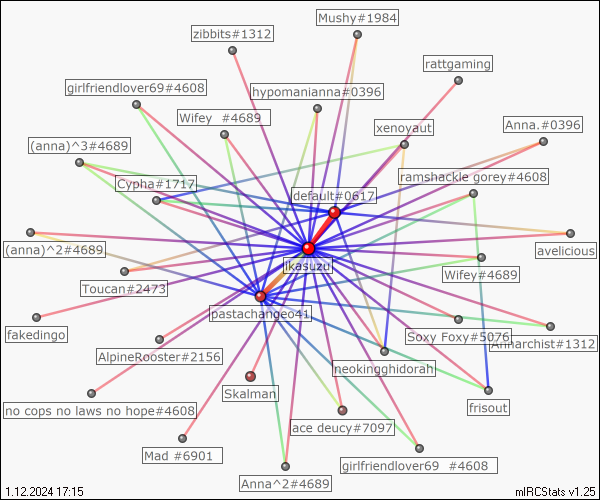 Mushy#1984
zibbits#1312
rattgaming
girlfriendlover69#4608
hypomanianna#0396
Wifey #4689
xenoyaut
Anna.#0396
(anna)^3#4689
Cypha#1717
ramshackle gorey#4608
default#0617
(anna)^2#4689
avelicious
ikasuzu
Wifey#4689
Toucan#2473
pastachangeo41
fakedingo
Soxy Foxy#5076
Annarchist#1312
AlpineRooster#2156
neokingghidorah
Skalman
no cops no laws no hope#4608
frisout
ace deucy#7097
Mad #6901
girlfriendlover69 #4608
Anna^2#4689
1.12.2024 17:15
mIRCStats v1.25